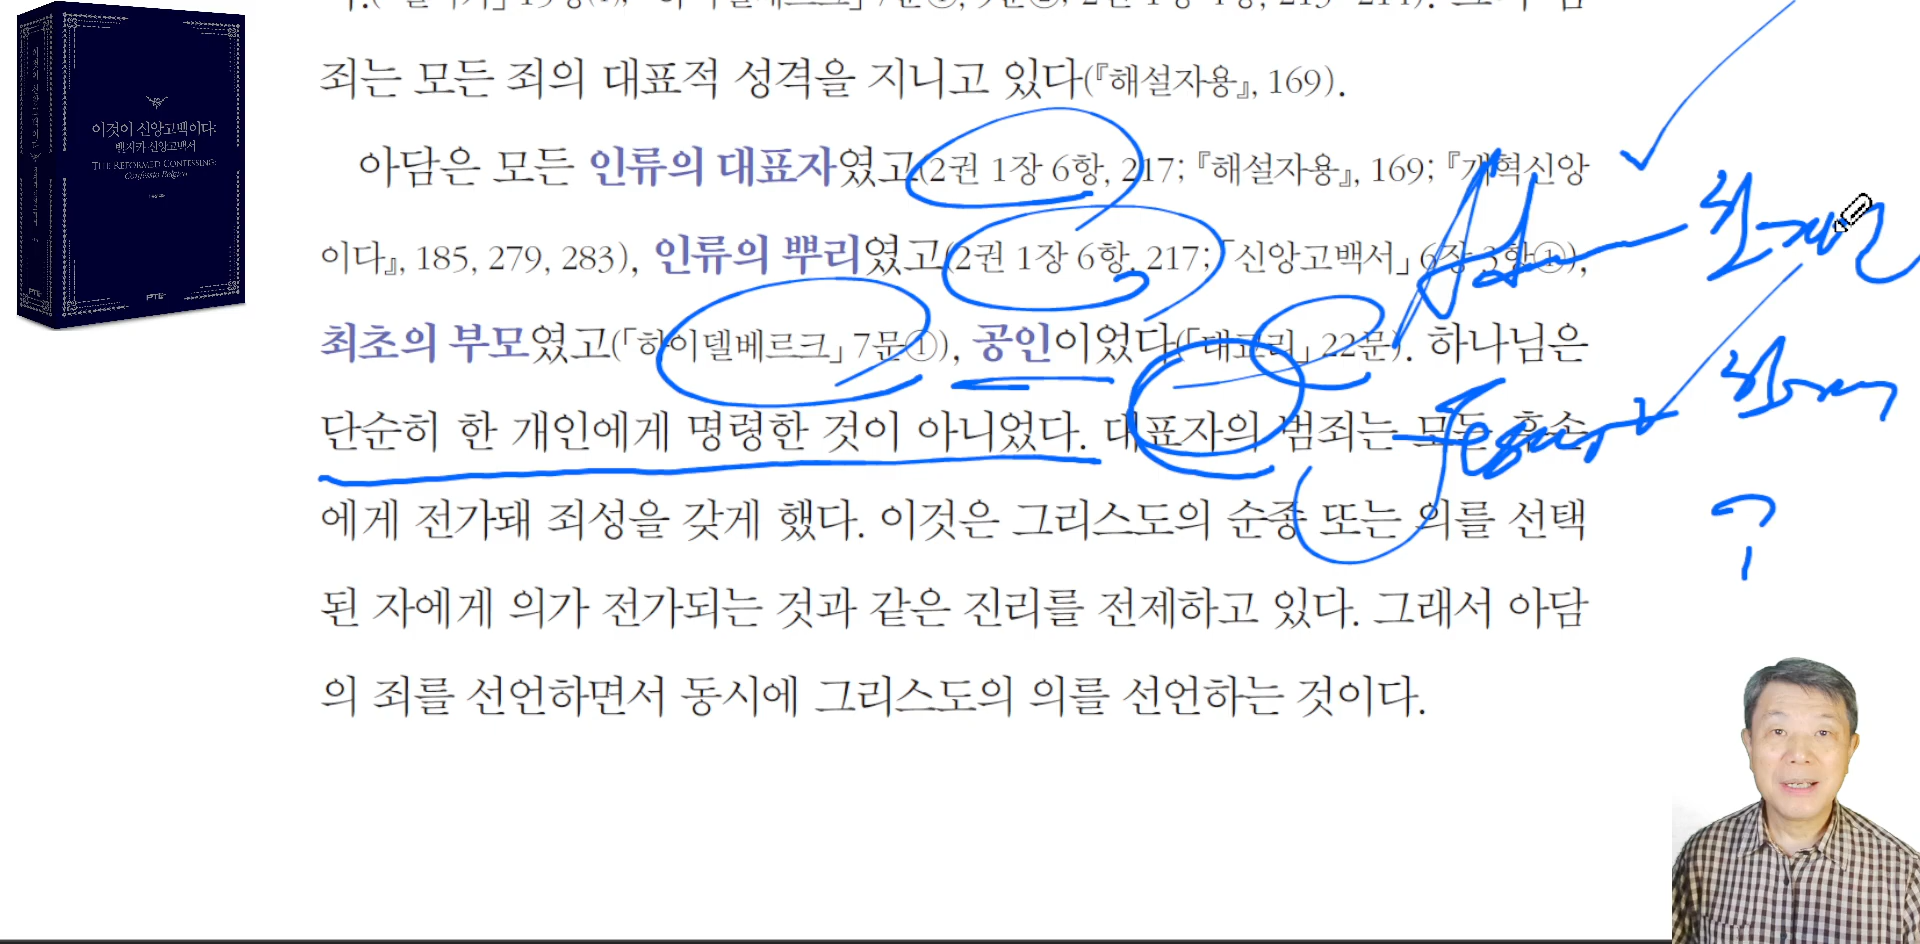 이것이 신앙고백이다:
벨지카 신앙고백서
THE REFORMED CONFESSING:
Confessio Belgica
PTL
죄는 모든 죄의 대표적 성격을 지니고 있다(『해설자용』, 169).
아담은 모든 인류의 대표자였고(2권 1장 6항, 217; 『해설자용』, 169; 『개혁신앙
이다』, 185, 279, 283), 인류의 뿌리였고(2권 1장 6항, 217; 「신앙고백서」 6장 3항①),
최초의 부모였고(「하이델베르크」 7문①), 공인이었다(「대교리」 22문). 하나님은
단순히 한 개인에게 명령한 것이 아니었다. 대표자의 범죄는 모든 후손
에게 전가돼 죄성을 갖게 했다. 이것은 그리스도의 순종 또는 의를 선택
된 자에게 의가 전가되는 것과 같은 진리를 전제하고 있다. 그래서 아담
의 죄를 선언하면서 동시에 그리스도의 의를 선언하는 것이다.
Jesus
?